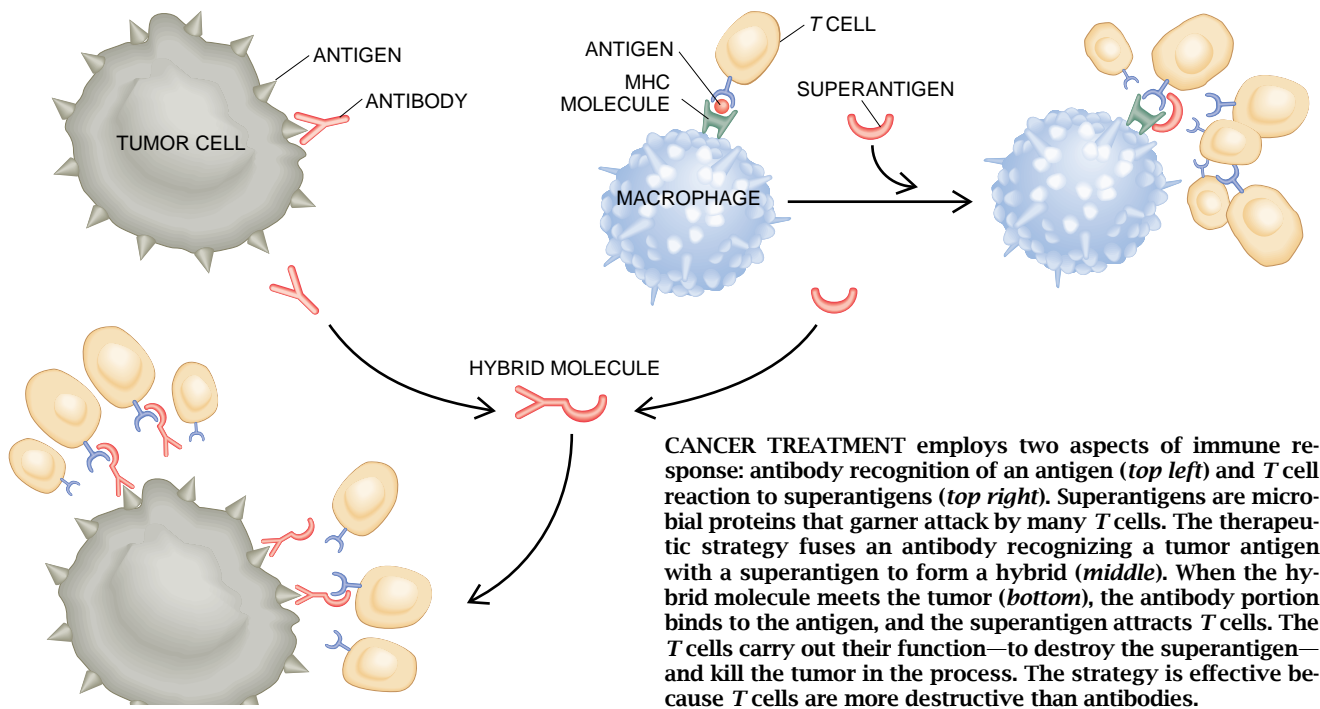 ANTIGEN
ANTIBODY
TUMOR CELL
T CELL
ANTIGEN
MHC
MOLECULE
SUPERANTIGEN
MACROPHAGE
HYBRID MOLECULE
CANCER TREATMENT employs two aspects of immune re-
sponse: antibody recognition of an antigen (top left) and T cell
reaction to superantigens (top right). Superantigens are micro-
bial proteins that garner attack by many T cells. The therapeu-
tic strategy fuses an antibody recognizing a tumor antigen
with a superantigen to form a hybrid (middle). When the hy-
brid molecule meets the tumor (bottom), the antibody portion
binds to the antigen, and the superantigen attracts T cells. The
T cells carry out their function—to destroy the superantigen—
and kill the tumor in the process. The strategy is effective be-
cause T cells are more destructive than antibodies.